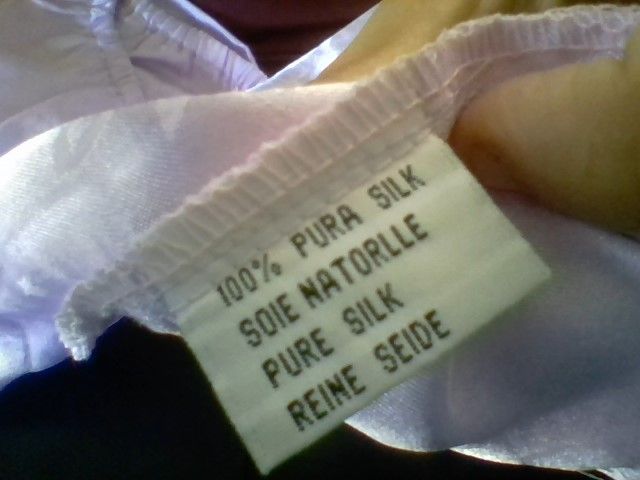 100% PURA SILK
SOIE NATORLLE
PURE SILK
REINE SEIDE